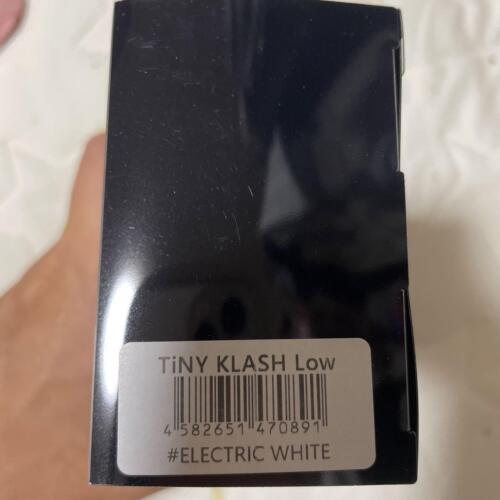 TiNY KLASH Low
4 582651 470891
#ELECTRIC WHITE